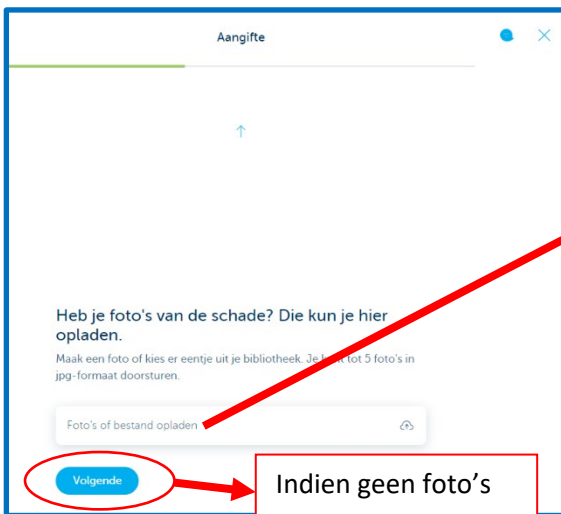 Aangifte
Heb je foto's van de schade? Die kun je hier
opladen.
Maak een foto of kies er eentje uit je bibliotheek. Je tot 5 foto's in
jpg-formaat doorsturen.
Foto's of bestand opladen
Volgende
Indien geen foto's